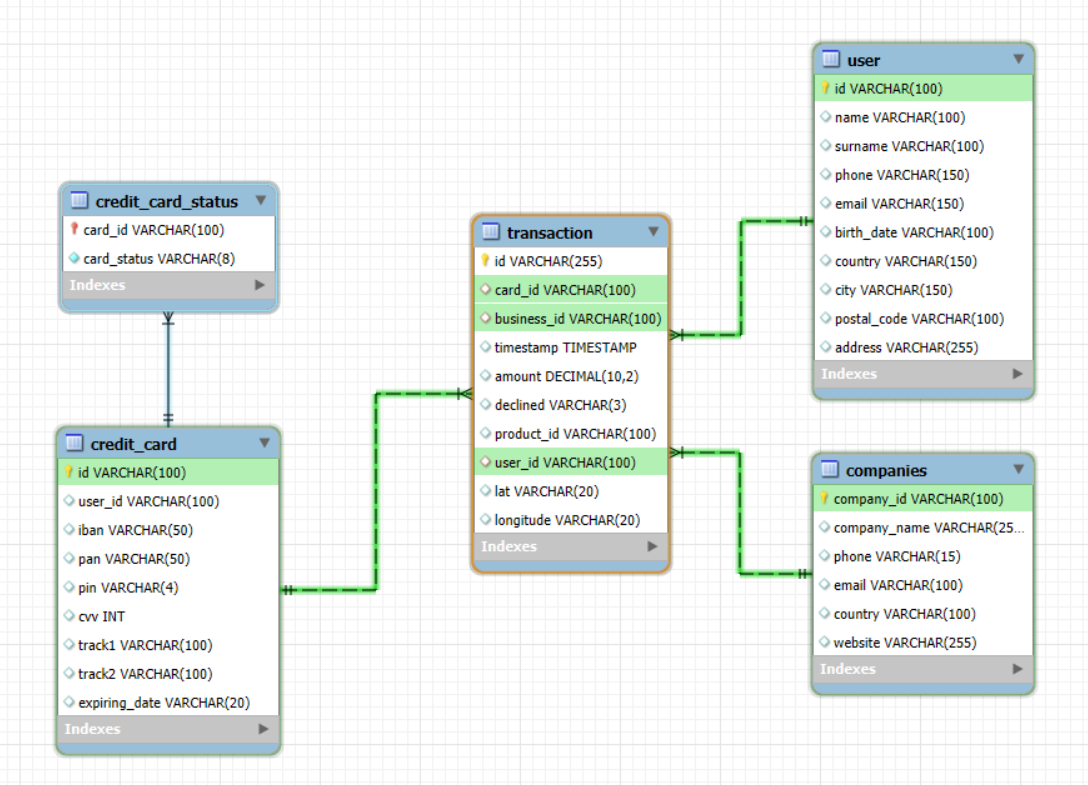 credit_card_status
card_id VARCHAR(100)
card_status VARCHAR(8)
Indexes
credit_card
id VARCHAR(100)
user_id VARCHAR(100)
iban VARCHAR(50)
pan VARCHAR(50)
pin VARCHAR(4)
cvv INT
track1 VARCHAR(100)
track2 VARCHAR(100)
expiring_date VARCHAR(20)
Indexes
transaction
id VARCHAR(255)
card_id VARCHAR(100)
business_id VARCHAR(100)
timestamp TIMESTAMP
amount DECIMAL(10,2)
declined VARCHAR(3)
product_id VARCHAR(100)
user_id VARCHAR(100)
lat VARCHAR(20)
longitude VARCHAR(20)
Indexes
user
id VARCHAR(100)
name VARCHAR(100)
surname VARCHAR(100)
phone VARCHAR(150)
email VARCHAR(150)
birth_date VARCHAR(100)
country VARCHAR(150)
city VARCHAR(150)
postal_code VARCHAR(100)
address VARCHAR(255)
Indexes
companies
company_id VARCHAR(100)
company_name VARCHAR(25...
phone VARCHAR(15)
email VARCHAR(100)
country VARCHAR(100)
website VARCHAR(255)
Indexes